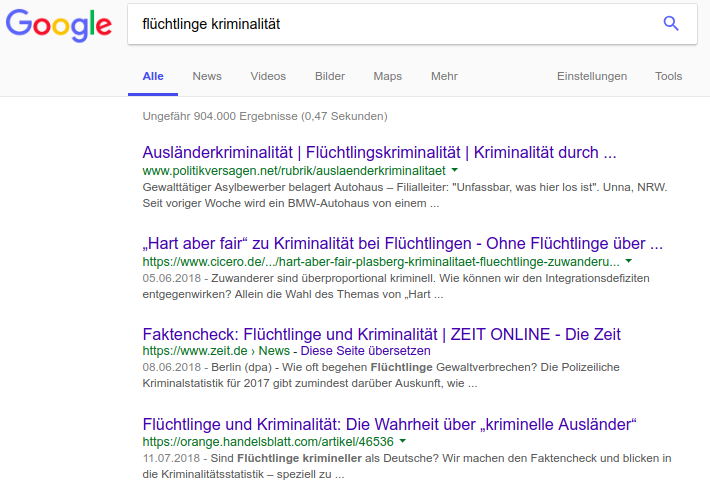 Google
flüchtlinge kriminalität
Alle News Videos Bilder Maps Mehr Einstellungen Tools
Ungefähr 904.000 Ergebnisse (0,47 Sekunden)
Ausländerkriminalität | Flüchtlingskriminalität | Kriminalität durch ...
www.politikversagen.net/rubrik/auslaenderkriminalitaet
Gewalttätiger Asylbewerber belagert Autohaus – Filialleiter: "Unfassbar, was hier los ist". Unna, NRW.
Seit voriger Woche wird ein BMW-Autohaus von einem ...
„Hart aber fair“ zu Kriminalität bei Flüchtlingen - Ohne Flüchtlinge über ...
https://www.cicero.de/.../hart-aber-fair-plasberg-kriminalitaet-fluechtlinge-zuwanderu...
05.06.2018 - Zuwanderer sind überproportional kriminell. Wie können wir den Integrationsdefiziten
entgegenwirken? Allein die Wahl des Themas von „Hart ...
Faktencheck: Flüchtlinge und Kriminalität | ZEIT ONLINE - Die Zeit
https://www.zeit.de › News - Diese Seite übersetzen
08.06.2018 - Berlin (dpa) - Wie oft begehen Flüchtlinge Gewaltverbrechen? Die Polizeiliche
Kriminalstatistik für 2017 gibt zumindest darüber Auskunft, wie ...
Flüchtlinge und Kriminalität: Die Wahrheit über „kriminelle Ausländer“
https://orange.handelsblatt.com/artikel/46536
11.07.2018 - Sind Flüchtlinge krimineller als Deutsche? Wir machen den Faktencheck und blicken in
die Kriminalitätsstatistik – speziell zu ...